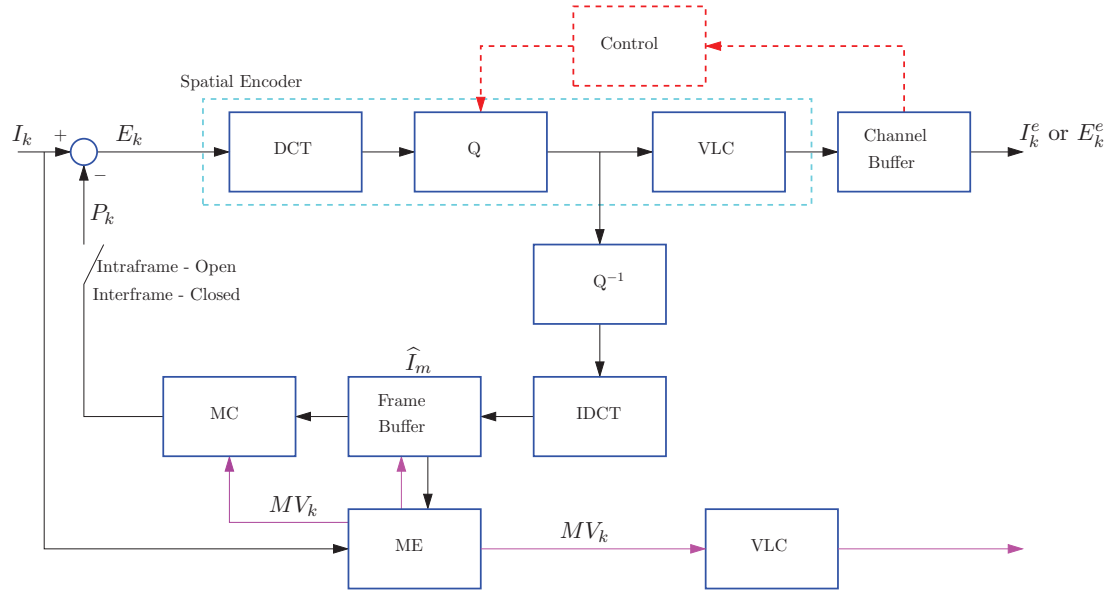 Control
Spatial Encoder
I_k
+
E_k
DCT
Q
VLC
Channel
Buffer
I_k^e or E_k^e
−
P_k
Intraframe - Open
Interframe - Closed
Q⁻¹
Î_m
MC
Frame
Buffer
IDCT
MV_k
MV_k
ME
VLC